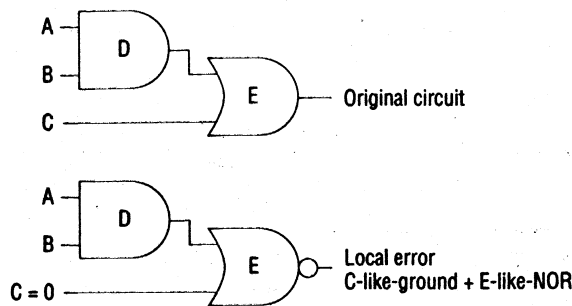 A
D
B
E
Original circuit
C
A
D
B
E
Local error
C-like-ground + E-like-NOR
C = 0